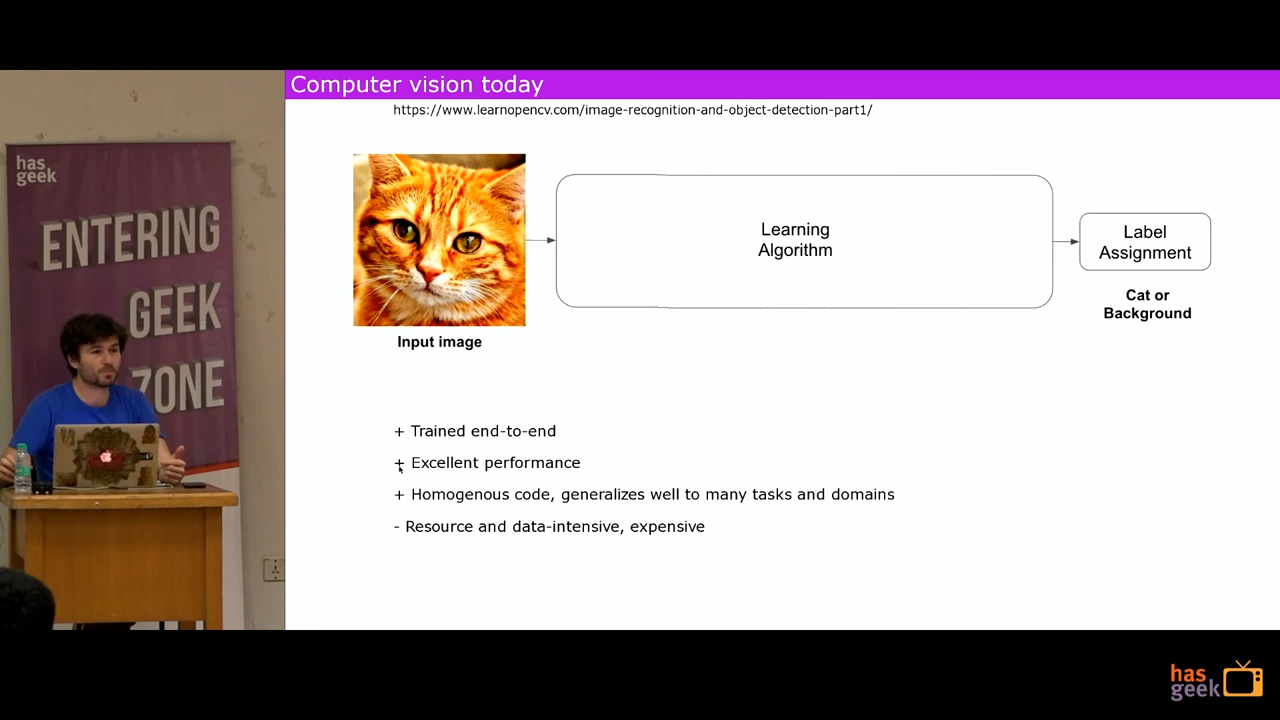 Computer vision today
https://www.learnopencv.com/image-recognition-and-object-detection-part1/
has
geek
ENTERING
GEEK
ZONE
Learning
Algorithm
Label
Assignment
Cat or
Background
Input image
+ Trained end-to-end
+ Excellent performance
+ Homogenous code, generalizes well to many tasks and domains
- Resource and data-intensive, expensive
has
geek